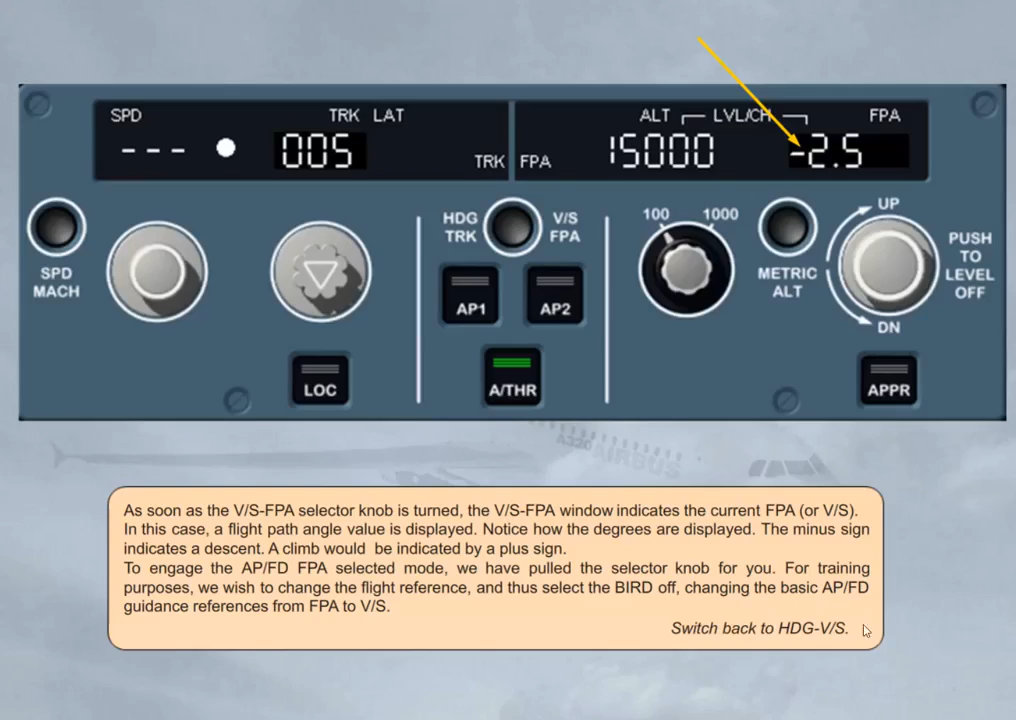 SPD TRK LAT ALT LVL/CH FPA
--- 005 TRK FPA 15000 -2.5
SPD
MACH
HDG
TRK
V/S
FPA
AP1 AP2
LOC
A/THR
100 1000
METRIC
ALT
UP
DN
PUSH
TO
LEVEL
OFF
APPR
A320 AIRBUS
As soon as the V/S-FPA selector knob is turned, the V/S-FPA window indicates the current FPA (or V/S).
In this case, a flight path angle value is displayed. Notice how the degrees are displayed. The minus sign
indicates a descent. A climb would be indicated by a plus sign.
To engage the AP/FD FPA selected mode, we have pulled the selector knob for you. For training
purposes, we wish to change the flight reference, and thus select the BIRD off, changing the basic AP/FD
guidance references from FPA to V/S.
Switch back to HDG-V/S.